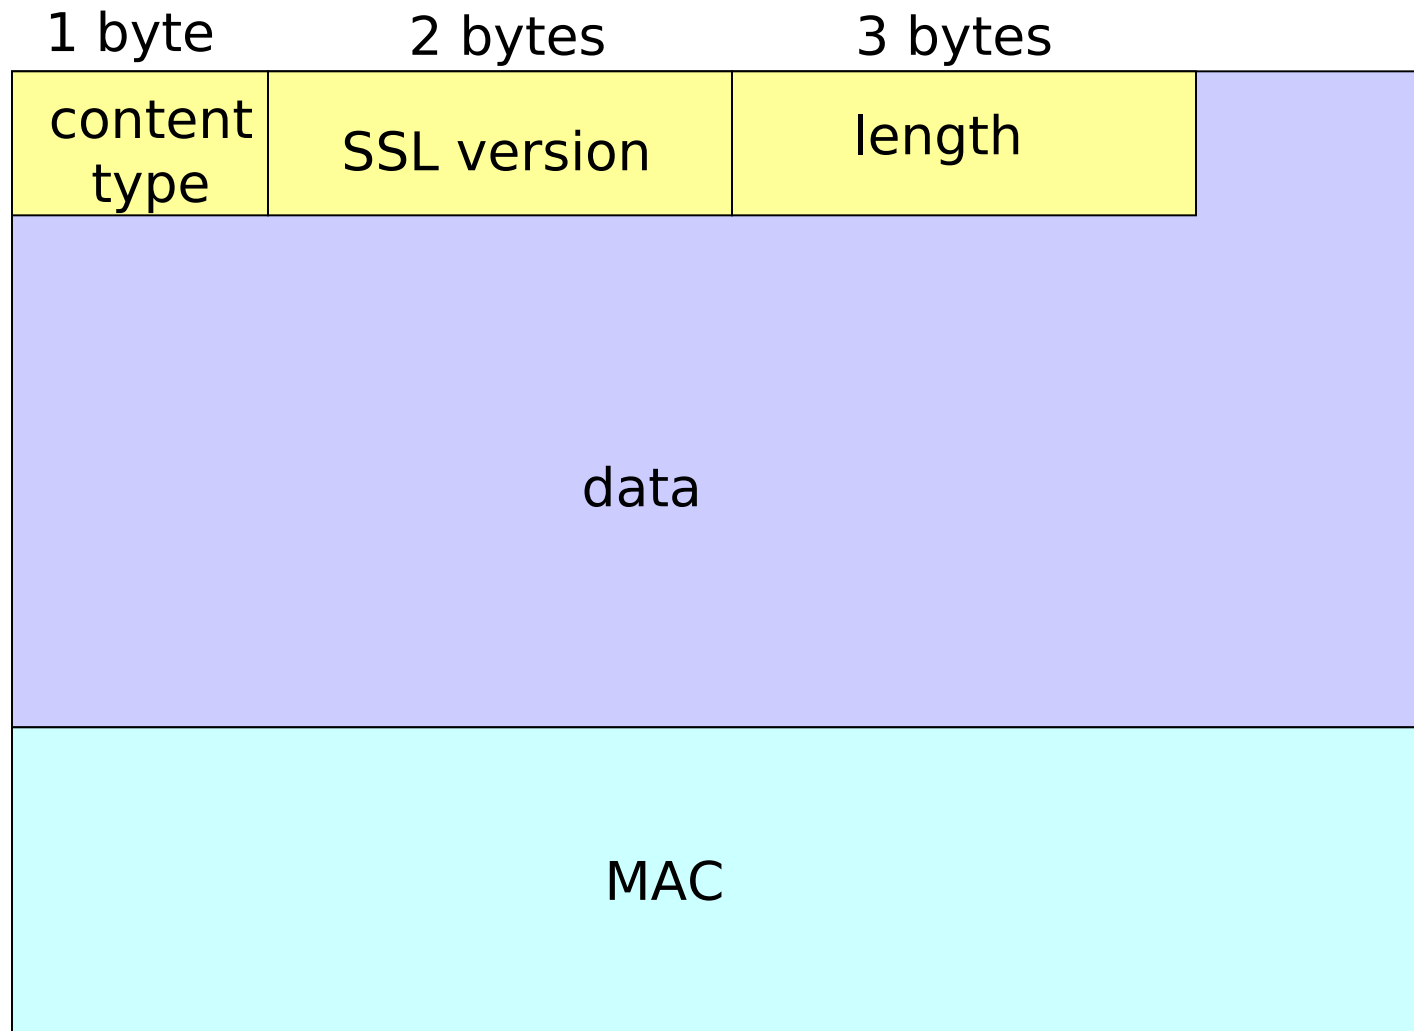 1 byte 2 bytes 3 bytes
content
type
SSL version
length
data
MAC